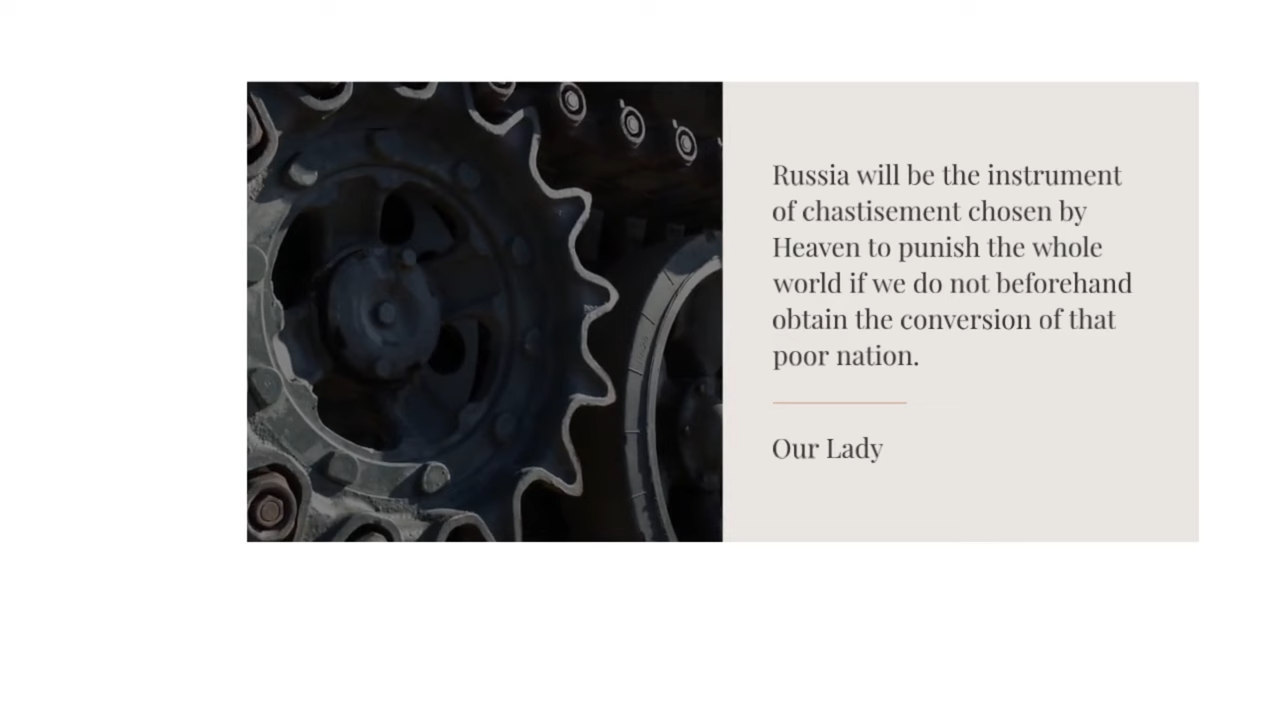 Russia will be the instrument
of chastisement chosen by
Heaven to punish the whole
world if we do not beforehand
obtain the conversion of that
poor nation.
Our Lady